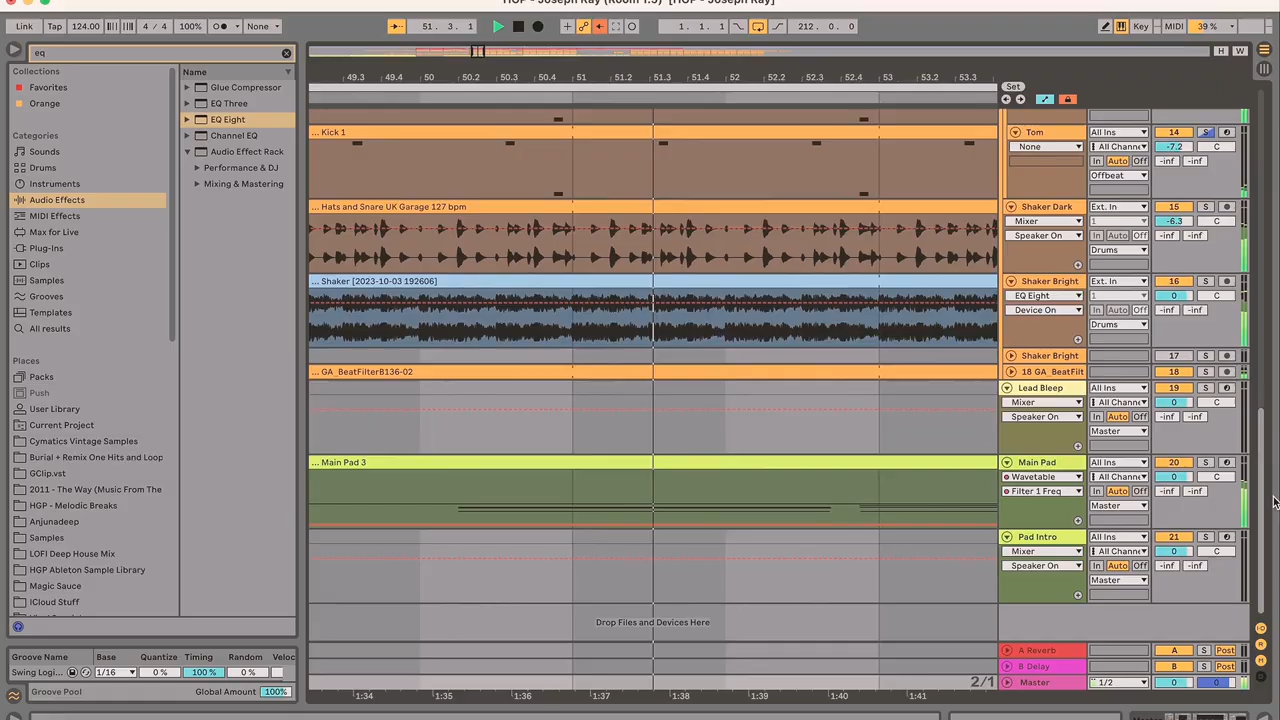 HGP - Joseph Ray (Room 1.5) [HGP - Joseph Ray]
Link Tap 124.00 4 / 4 100% 1 Bar None 51. 3. 1 1. 1. 1 212. 0. 0 Key MIDI 39 %
eq
H W
Collections
Favorites
Orange
Categories
Sounds
Drums
Instruments
Audio Effects
MIDI Effects
Max for Live
Plug-Ins
Clips
Samples
Grooves
Templates
All results
Places
Packs
Push
User Library
Current Project
Cymatics Vintage Samples
Burial + Remix One Hits and Loop
GClip.vst
2011 - The Way (Music From The
HGP - Melodic Breaks
Anjunadeep
Samples
LOFI Deep House Mix
HGP Ableton Sample Library
Magic Sauce
ICloud Stuff
Name
Glue Compressor
EQ Three
EQ Eight
Channel EQ
Audio Effect Rack
Performance & DJ
Mixing & Mastering
Groove Name Base Quantize Timing Random Veloc
Swing Logi... 1/16 0 % 100 % 0 %
Groove Pool Global Amount 100%
49.3 49.4 50 50.2 50.3 50.4 51 51.2 51.3 51.4 52 52.2 52.3 52.4 53 53.2 53.3
Set
... Kick 1
... Hats and Snare UK Garage 127 bpm
... Shaker [2023-10-03 192606]
... GA_BeatFilterB136-02
... Main Pad 3
Drop Files and Devices Here
2/1
1:34 1:35 1:36 1:37 1:38 1:39 1:40 1:41
Tom All Ins 14 S
None All Channe -7.2 C
In Auto Off -inf -inf
Offbeat
Shaker Dark Ext. In 15 S
Mixer 1 -6.3 C
Speaker On In Auto Off -inf -inf
Drums
Shaker Bright Ext. In 16 S
EQ Eight 1 0 C
Device On In Auto Off -inf -inf
Drums
Shaker Bright 17 S
18 GA_BeatFilt 18 S
Lead Bleep All Ins 19 S
Mixer All Channe 0 C
Speaker On In Auto Off -inf -inf
Master
Main Pad All Ins 20 S
Wavetable All Channe 0 C
Filter 1 Freq In Auto Off -inf -inf
Master
Pad Intro All Ins 21 S
Mixer All Channe 0 C
Speaker On In Auto Off -inf -inf
Master
A Reverb A S Post
B Delay B S Post
Master 1/2 0 0